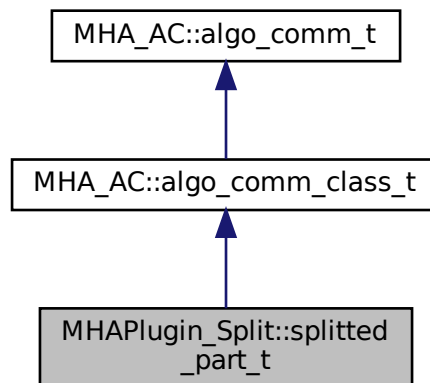 MHA_AC::algo_comm_t
MHA_AC::algo_comm_class_t
MHAPlugin_Split::splitted
_part_t